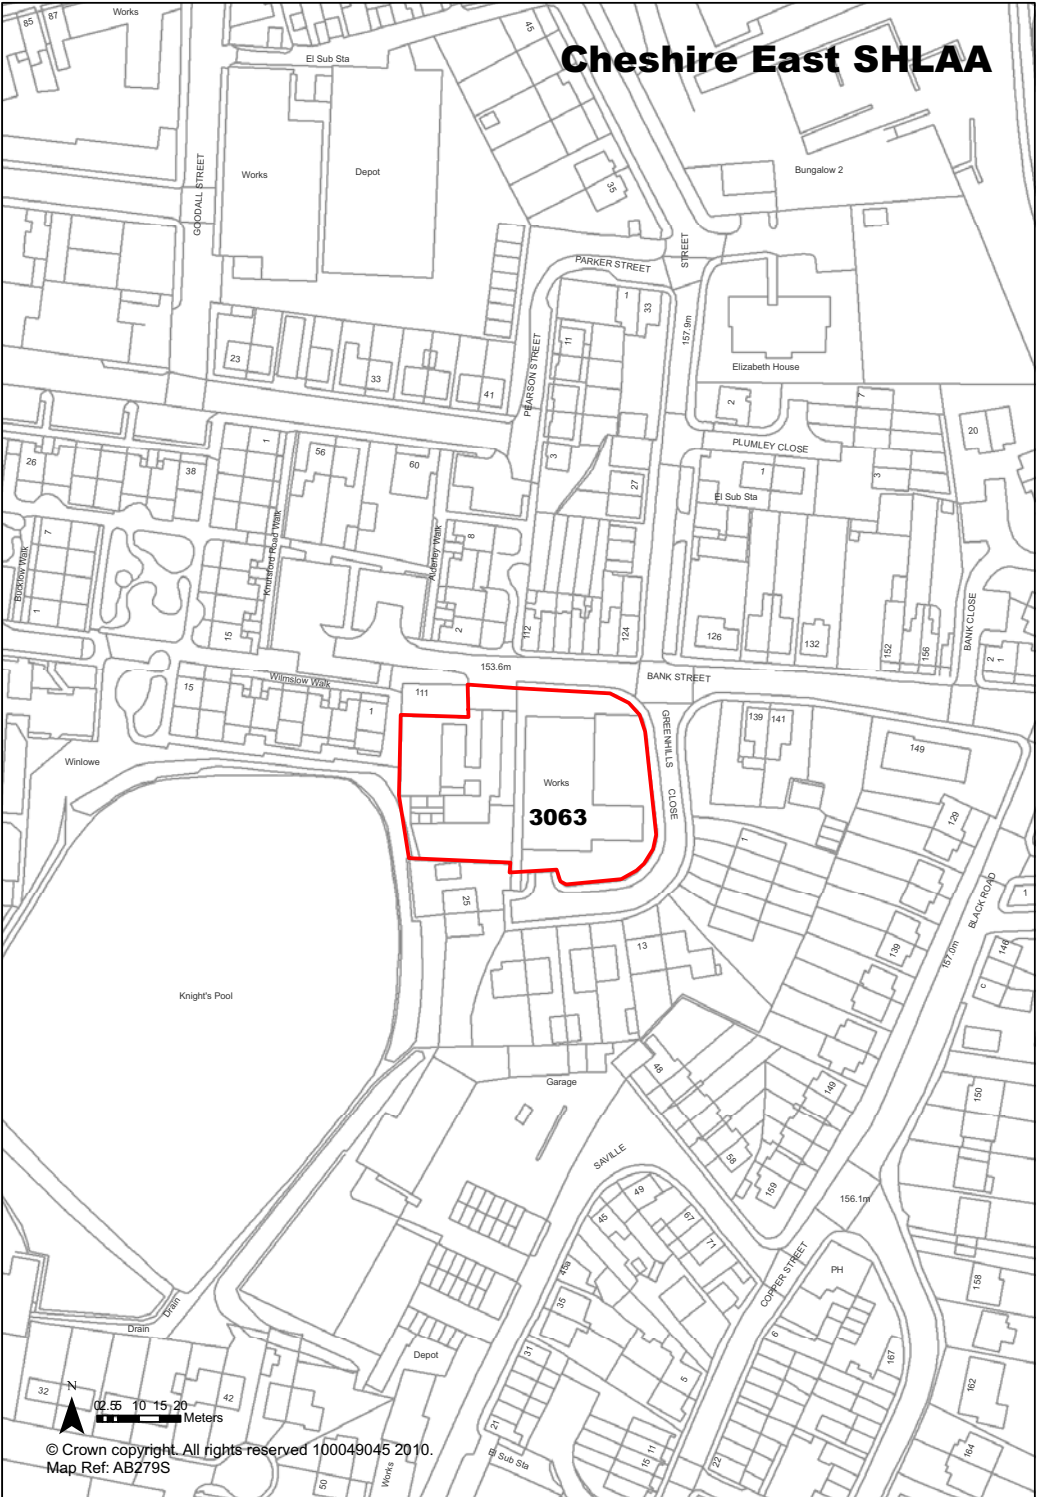 Cheshire East SHLAA
85
87
Works
45
El Sub Sta
Works
Depot
GOODALL STREET
35
Bungalow 2
STREET
PARKER STREET
1
33
157.9m
11
PEARSON STREET
Elizabeth House
23
33
41
2
7
20
PLUMLEY CLOSE
1
56
60
3
27
1
3
El Sub Sta
26
38
7
Bucklow Walk
1
Knutsford Road Walk
15
Alderley Walk
8
2
112
124
126
132
152
156
BANK CLOSE
2
1
153.6m
BANK STREET
Wilmslow Walk
15
1
111
GREENHILLS
CLOSE
139
141
149
Winlowe
Works
3063
129
1
BLACK ROAD
1
25
13
139
157.0m
146
c
Knight's Pool
48
Garage
149
150
58
159
SAVILLE
49
45
67
71
156.1m
COPPER STREET
PH
45a
35
31
158
Drain
Drain
Depot
6
167
5
162
32
42
21
El Sub Sta
15
11
22
164
50
Works
N
0 2.5 5 10 15 20
Meters
© Crown copyright. All rights reserved 100049045 2010.
Map Ref: AB279S